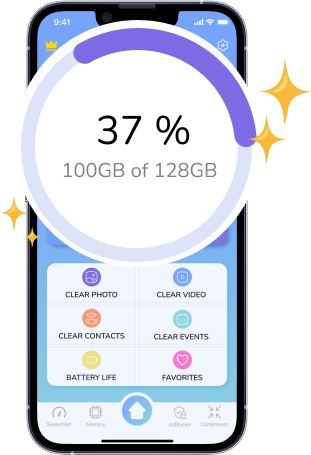 9:41
37 %
100GB of 128GB
CLEAR PHOTO
CLEAR VIDEO
CLEAR CONTACTS
CLEAR EVENTS
BATTERY LIFE
FAVORITES
Speedtest
Memory
AdBlocker
Compress